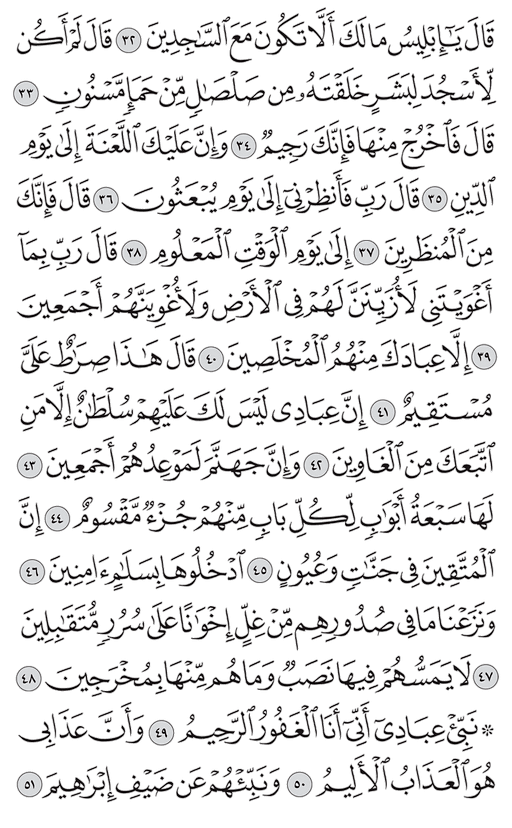 قَالَ يَٰٓإِبۡلِيسُ مَا لَكَ أَلَّا تَكُونَ مَعَ ٱلسَّٰجِدِينَ ٣٢ قَالَ لَمۡ أَكُن
لِّأَسۡجُدَ لِبَشَرٍ خَلَقۡتَهُۥ مِن صَلۡصَٰلٖ مِّنۡ حَمَإٖ مَّسۡنُونٖ ٣٣
قَالَ فَٱخۡرُجۡ مِنۡهَا فَإِنَّكَ رَجِيمٞ ٣٤ وَإِنَّ عَلَيۡكَ ٱللَّعۡنَةَ إِلَىٰ يَوۡمِ
ٱلدِّينِ ٣٥ قَالَ رَبِّ فَأَنظِرۡنِيٓ إِلَىٰ يَوۡمِ يُبۡعَثُونَ ٣٦ قَالَ فَإِنَّكَ
مِنَ ٱلۡمُنظَرِينَ ٣٧ إِلَىٰ يَوۡمِ ٱلۡوَقۡتِ ٱلۡمَعۡلُومِ ٣٨ قَالَ رَبِّ بِمَآ
أَغۡوَيۡتَنِي لَأُزَيِّنَنَّ لَهُمۡ فِي ٱلۡأَرۡضِ وَلَأُغۡوِيَنَّهُمۡ أَجۡمَعِينَ
٣٩ إِلَّا عِبَادَكَ مِنۡهُمُ ٱلۡمُخۡلَصِينَ ٤٠ قَالَ هَٰذَا صِرَٰطٌ عَلَيَّ
مُسۡتَقِيمٌ ٤١ إِنَّ عِبَادِي لَيۡسَ لَكَ عَلَيۡهِمۡ سُلۡطَٰنٌ إِلَّا مَنِ
ٱتَّبَعَكَ مِنَ ٱلۡغَاوِينَ ٤٢ وَإِنَّ جَهَنَّمَ لَمَوۡعِدُهُمۡ أَجۡمَعِينَ ٤٣
لَهَا سَبۡعَةُ أَبۡوَٰبٖ لِّكُلِّ بَابٖ مِّنۡهُمۡ جُزۡءٞ مَّقۡسُومٌ ٤٤ إِنَّ
ٱلۡمُتَّقِينَ فِي جَنَّٰتٖ وَعُيُونٍ ٤٥ ٱدۡخُلُوهَا بِسَلَٰمٍ ءَامِنِينَ ٤٦
وَنَزَعۡنَا مَا فِي صُدُورِهِم مِّنۡ غِلٍّ إِخۡوَٰنًا عَلَىٰ سُرُرٖ مُّتَقَٰبِلِينَ
٤٧ لَا يَمَسُّهُمۡ فِيهَا نَصَبٞ وَمَا هُم مِّنۡهَا بِمُخۡرَجِينَ ٤٨
۞ نَبِّئۡ عِبَادِيٓ أَنِّيٓ أَنَا ٱلۡغَفُورُ ٱلرَّحِيمُ ٤٩ وَأَنَّ عَذَابِي
هُوَ ٱلۡعَذَابُ ٱلۡأَلِيمُ ٥٠ وَنَبِّئۡهُمۡ عَن ضَيۡفِ إِبۡرَٰهِيمَ ٥١